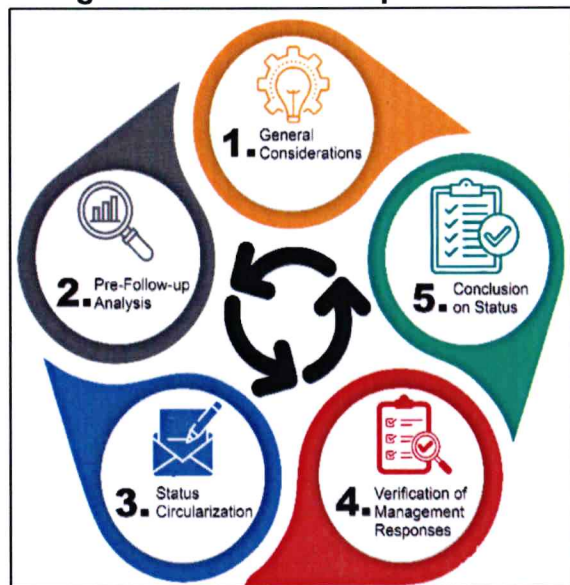 1. General
Considerations
2. Pre-Follow-up
Analysis
3. Status
Circularization
4. Verification of
Management
Responses
5. Conclusion
on Status